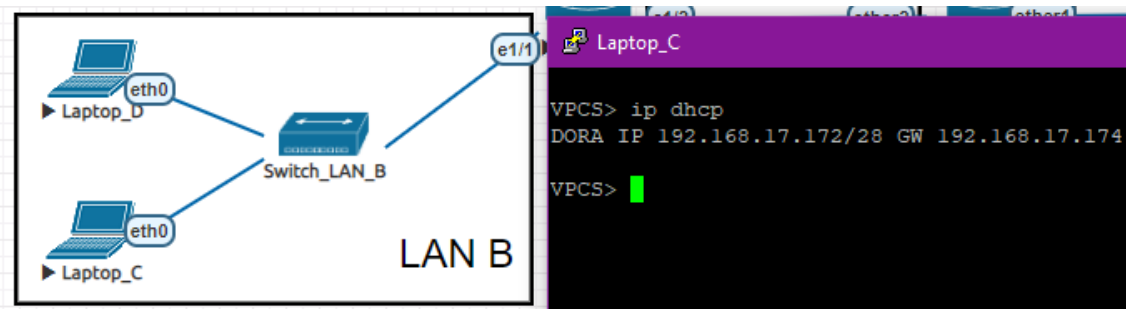 eth0
Laptop_D
e1/1
Switch_LAN_B
eth0
Laptop_C
LAN B
Laptop_C
VPCS> ip dhcp
DORA IP 192.168.17.172/28 GW 192.168.17.174
VPCS>